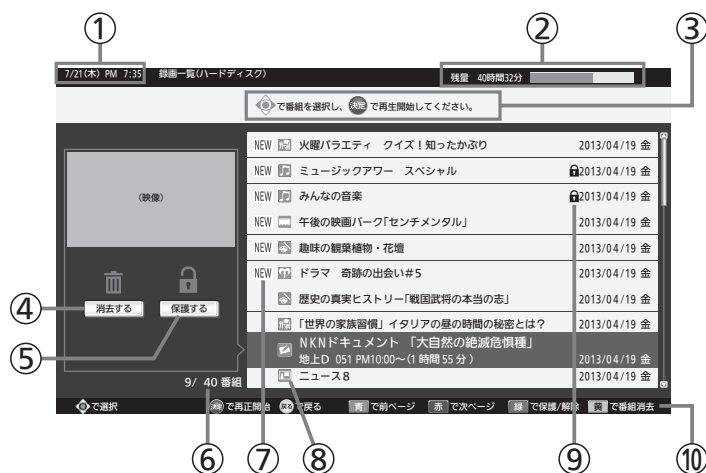 ① ② ③
7/21(木) PM 7:35 録画一覧(ハードディスク) 残量 40時間32分
で番組を選択し、決定で再生開始してください。
NEW 火曜バラエティ クイズ！知ったかぶり 2013/04/19 金
NEW ミュージックアワー スペシャル 2013/04/19 金
NEW みんなの音楽 2013/04/19 金
(映像)
NEW 午後の映画パーク「センチメンタル」 2013/04/19 金
NEW 趣味の観葉植物・花壇 2013/04/19 金
NEW ドラマ 奇跡の出会い#5 2013/04/19 金
④ 消去する 保護する
歴史の真実ヒストリー「戦国武将の本当の志」 2013/04/19 金
⑤
「世界の家族習慣」イタリアの昼の時間の秘密とは？ 2013/04/19 金
NKNドキュメント 「大自然の絶滅危惧種」
地上D 051 PM10:00～(1時間55分) 2013/04/19 金
9/ 40 番組
ニュース8 2013/04/19 金
で選択 決定で再正開始 戻るで戻る 青で前ページ 赤で次ページ 緑で保護/解除 黄で番組消去
⑥ ⑦ ⑧ ⑨ ⑩